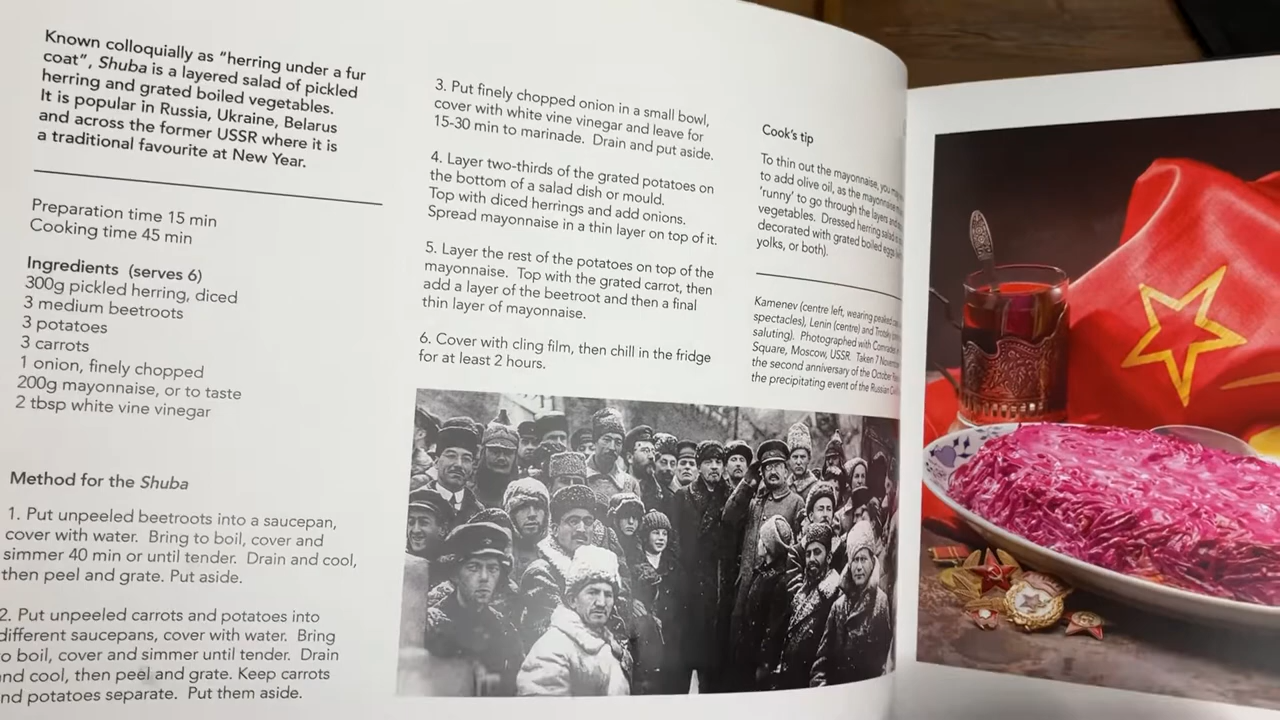 Known colloquially as “herring under a fur
coat”, Shuba is a layered salad of pickled
herring and grated boiled vegetables.
It is popular in Russia, Ukraine, Belarus
and across the former USSR where it is
a traditional favourite at New Year.
Preparation time 15 min
Cooking time 45 min
Ingredients (serves 6)
300g pickled herring, diced
3 medium beetroots
3 potatoes
3 carrots
1 onion, finely chopped
200g mayonnaise, or to taste
2 tbsp white vine vinegar
Method for the Shuba
1. Put unpeeled beetroots into a saucepan,
cover with water. Bring to boil, cover and
simmer 40 min or until tender. Drain and cool,
then peel and grate. Put aside.
2. Put unpeeled carrots and potatoes into
different saucepans, cover with water. Bring
to boil, cover and simmer until tender. Drain
and cool, then peel and grate. Keep carrots
and potatoes separate. Put them aside.
3. Put finely chopped onion in a small bowl,
cover with white vine vinegar and leave for
15-30 min to marinade. Drain and put aside.
4. Layer two-thirds of the grated potatoes on
the bottom of a salad dish or mould.
Top with diced herrings and add onions.
Spread mayonnaise in a thin layer on top of it.
5. Layer the rest of the potatoes on top of the
mayonnaise. Top with the grated carrot, then
add a layer of the beetroot and then a final
thin layer of mayonnaise.
6. Cover with cling film, then chill in the fridge
for at least 2 hours.
Cook’s tip
To thin out the mayonnaise, you
to add olive oil, as the mayonnaise
‘runny’ to go through the layers and
vegetables. Dressed herring salad
decorated with grated boiled eggs
yolks, or both).
Kamenev (centre left, wearing peaked
spectacles), Lenin (centre) and Trotsky
saluting). Photographed with Comrades
Square, Moscow, USSR. Taken 7
the second anniversary of the October
the precipitating event of the Russian